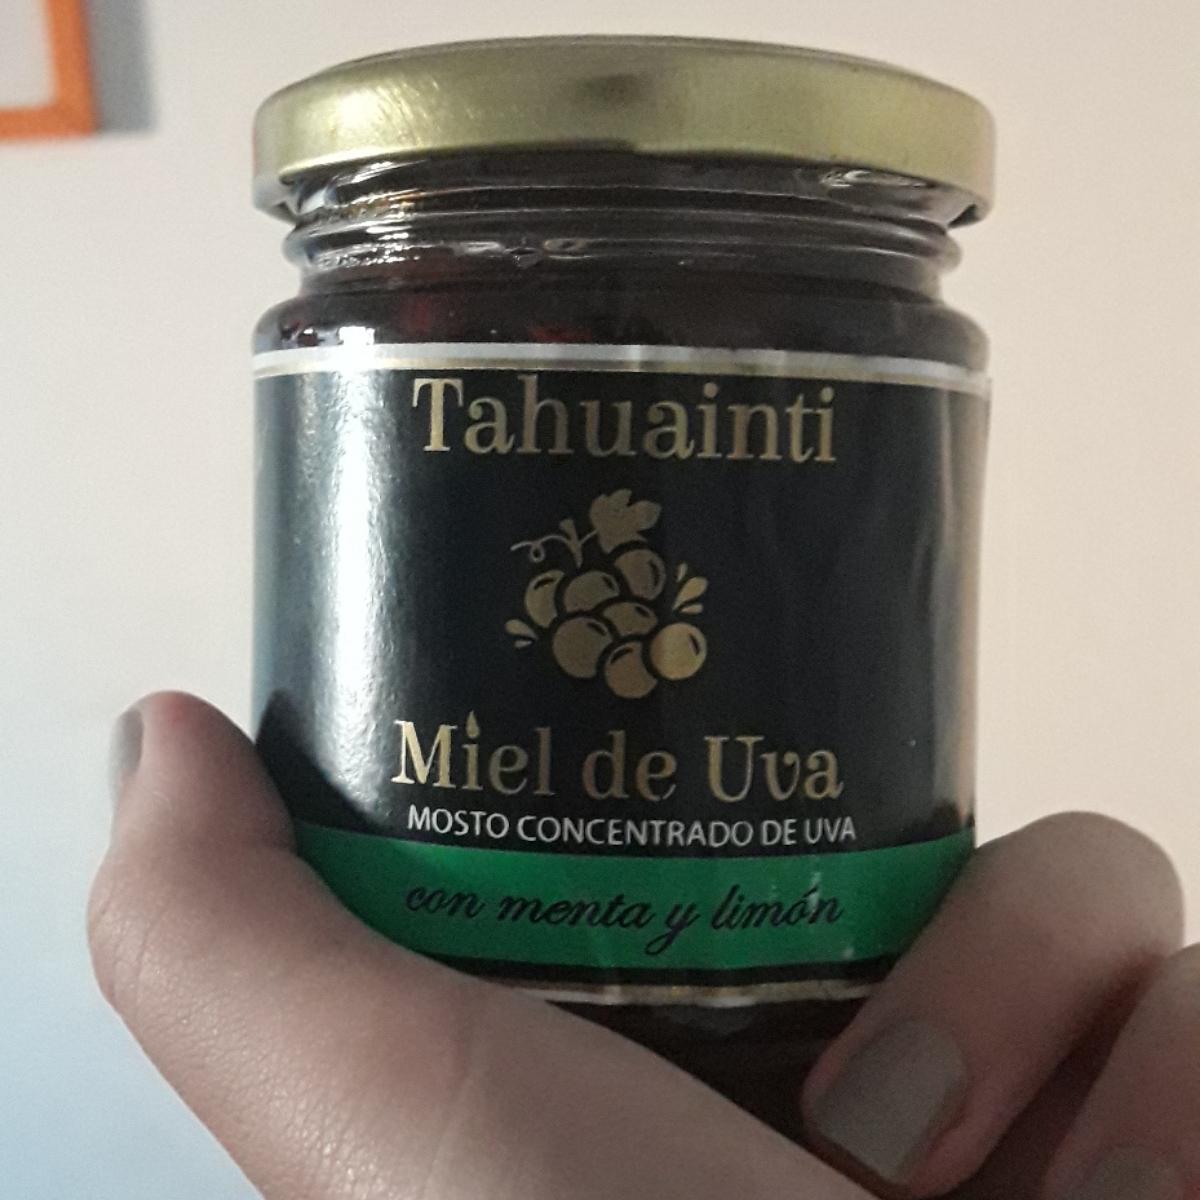 Tahuainti
Miel de Uva
MOSTO CONCENTRADO DE UVA
con menta y limón